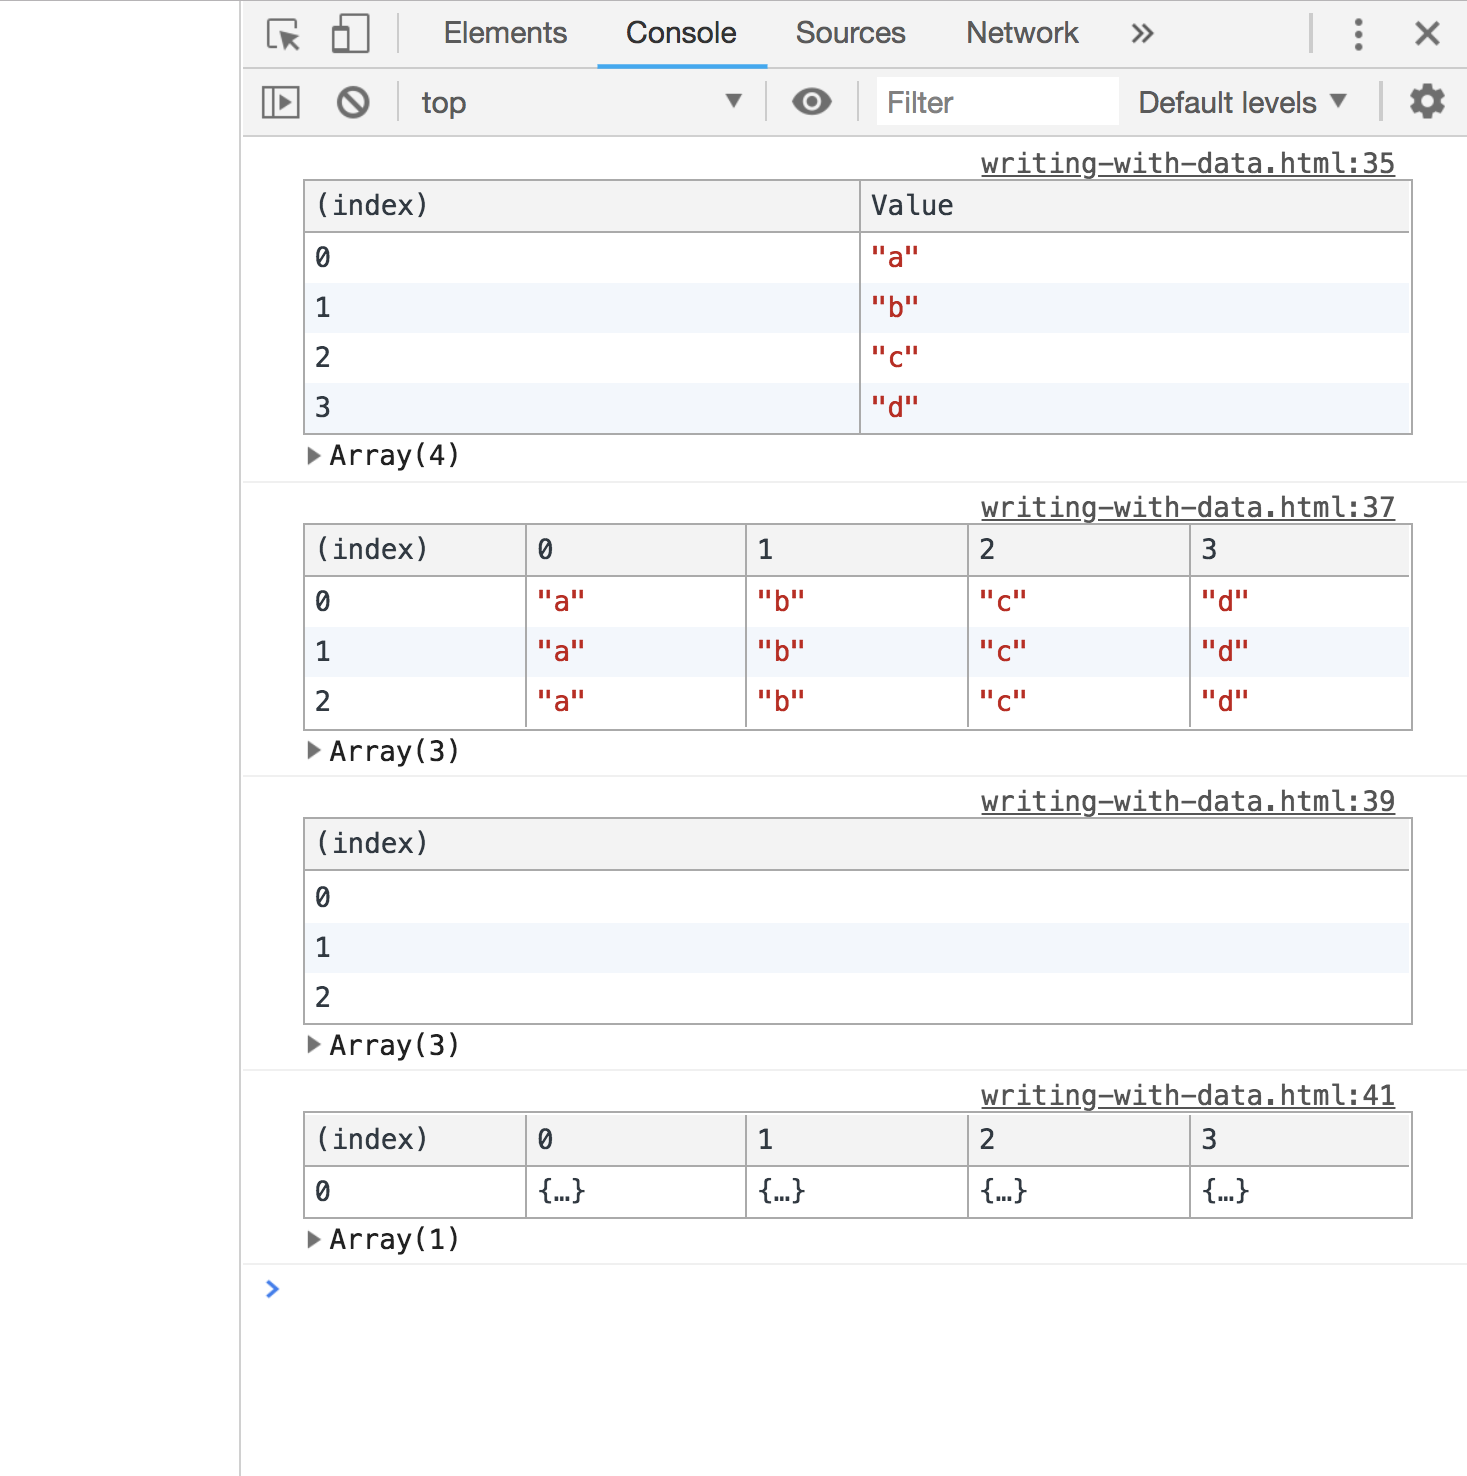 Elements Console Sources Network »
top Filter Default levels
writing-with-data.html:35
(index) Value
0 "a"
1 "b"
2 "c"
3 "d"
Array(4)
writing-with-data.html:37
(index) 0 1 2 3
0 "a" "b" "c" "d"
1 "a" "b" "c" "d"
2 "a" "b" "c" "d"
Array(3)
writing-with-data.html:39
(index)
0
1
2
Array(3)
writing-with-data.html:41
(index) 0 1 2 3
0 {…} {…} {…} {…}
Array(1)
>